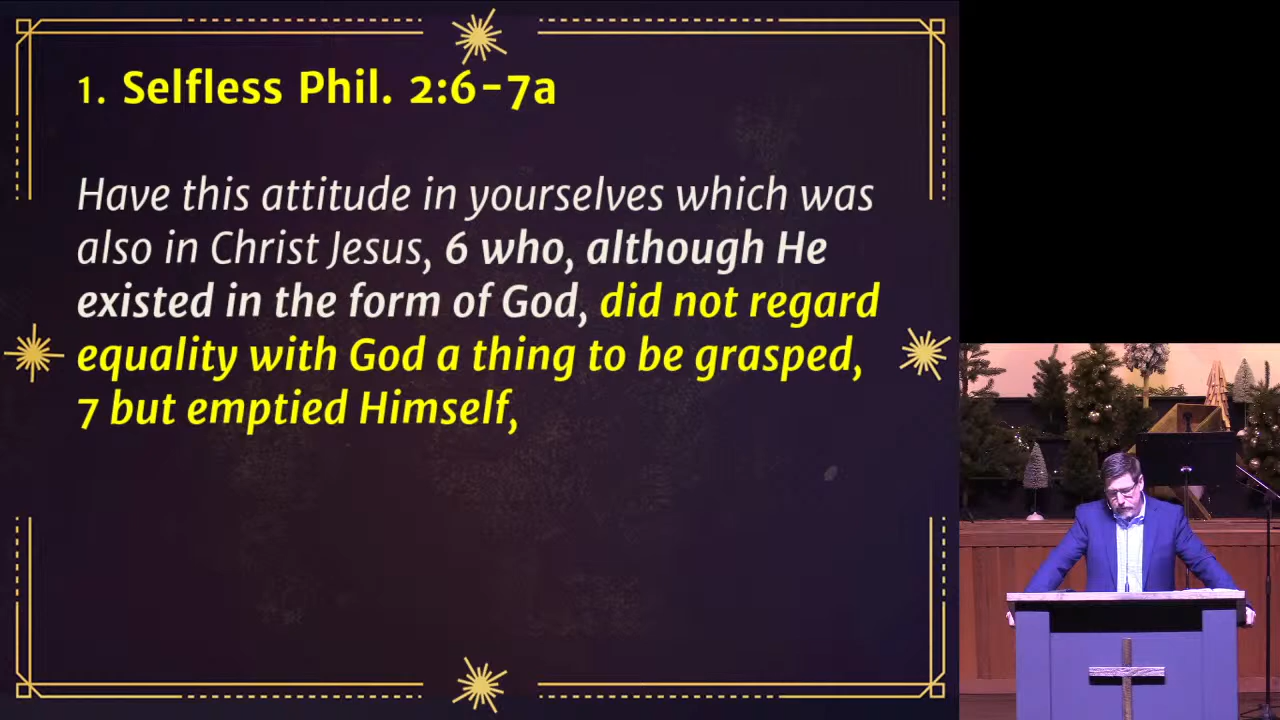 1. Selfless Phil. 2:6-7a
Have this attitude in yourselves which was
also in Christ Jesus, 6 who, although He
existed in the form of God, did not regard
equality with God a thing to be grasped,
7 but emptied Himself,